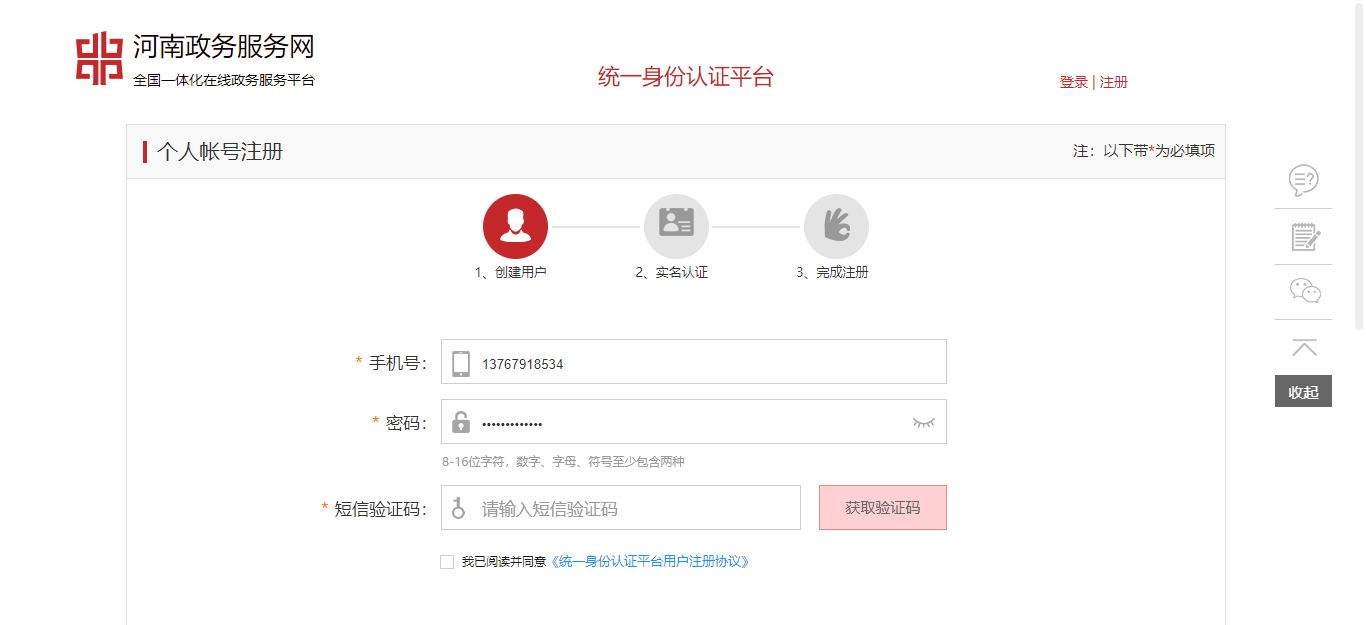 河南政务服务网
全国一体化在线政务服务平台
统一身份认证平台
登录 | 注册
个人帐号注册
注：以下带*为必填项
1、创建用户
2、实名认证
3、完成注册
* 手机号：
13767918534
* 密码：
•••••••••••••
8-16位字符，数字、字母、符号至少包含两种
* 短信验证码：
请输入短信验证码
获取验证码
我已阅读并同意《统一身份认证平台用户注册协议》
收起